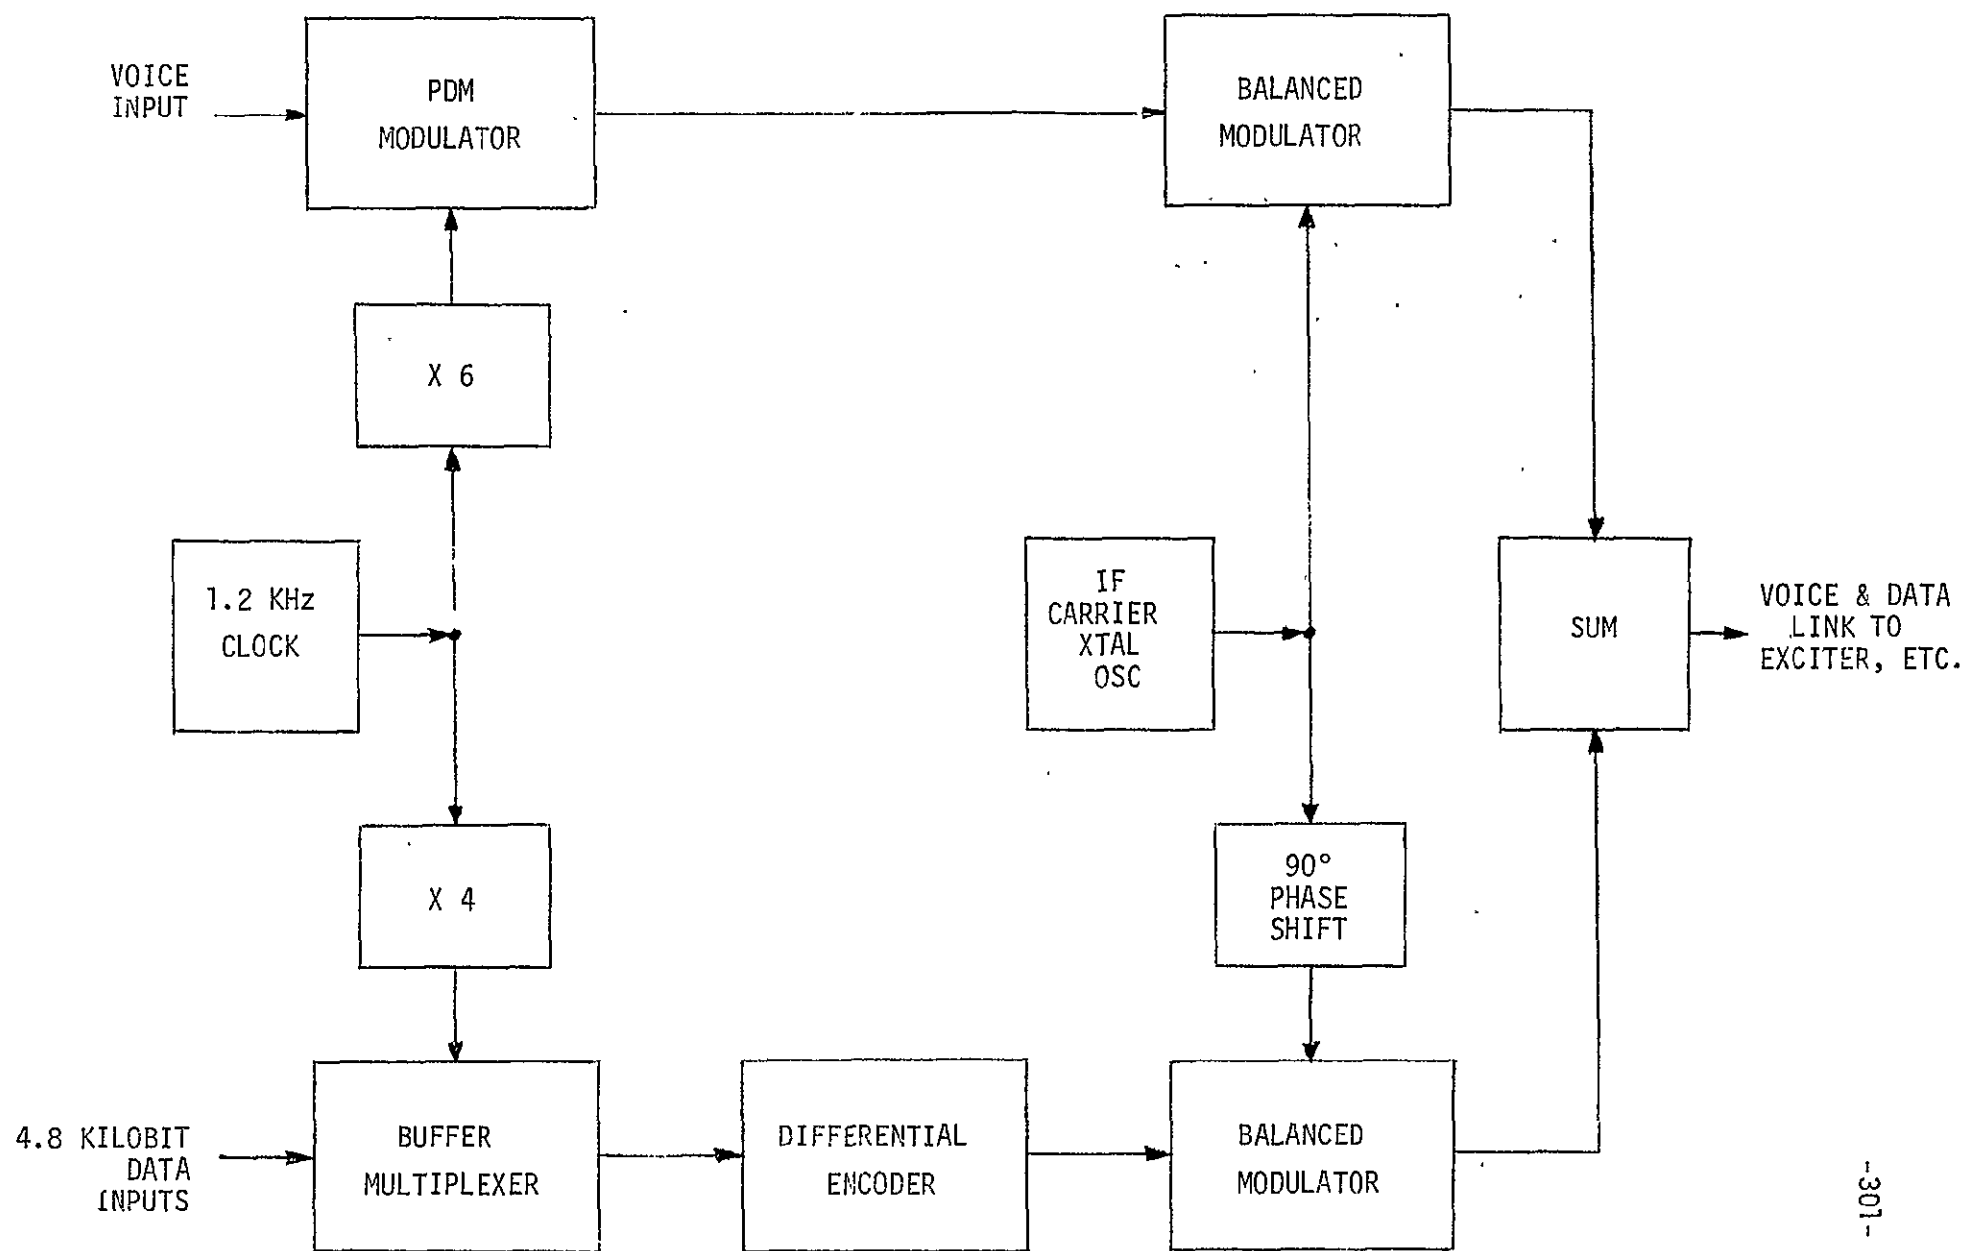 VOICE
INPUT
PDM
MODULATOR
BALANCED
MODULATOR
X 6
1.2 KHz
CLOCK
IF
CARRIER
XTAL
OSC
SUM
VOICE & DATA
LINK TO
EXCITER, ETC.
X 4
90°
PHASE
SHIFT
4.8 KILOBIT
DATA
INPUTS
BUFFER
MULTIPLEXER
DIFFERENTIAL
ENCODER
BALANCED
MODULATOR
-301-